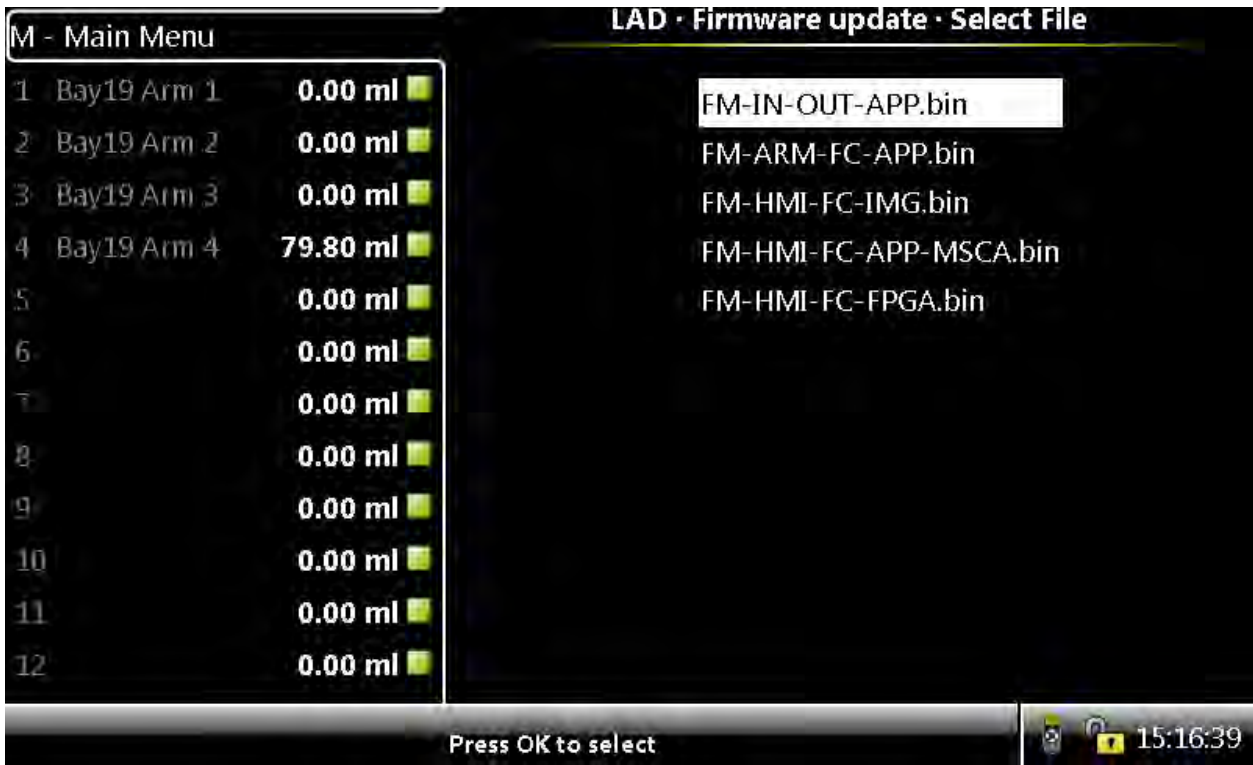 M - Main Menu
1 Bay19 Arm 1 0.00 ml
2 Bay19 Arm 2 0.00 ml
3 Bay19 Arm 3 0.00 ml
4 Bay19 Arm 4 79.80 ml
5 0.00 ml
6 0.00 ml
7 0.00 ml
8 0.00 ml
9 0.00 ml
10 0.00 ml
11 0.00 ml
12 0.00 ml
LAD · Firmware update · Select File
FM-IN-OUT-APP.bin
FM-ARM-FC-APP.bin
FM-HMI-FC-IMG.bin
FM-HMI-FC-APP-MSCA.bin
FM-HMI-FC-FPGA.bin
Press OK to select
15:16:39